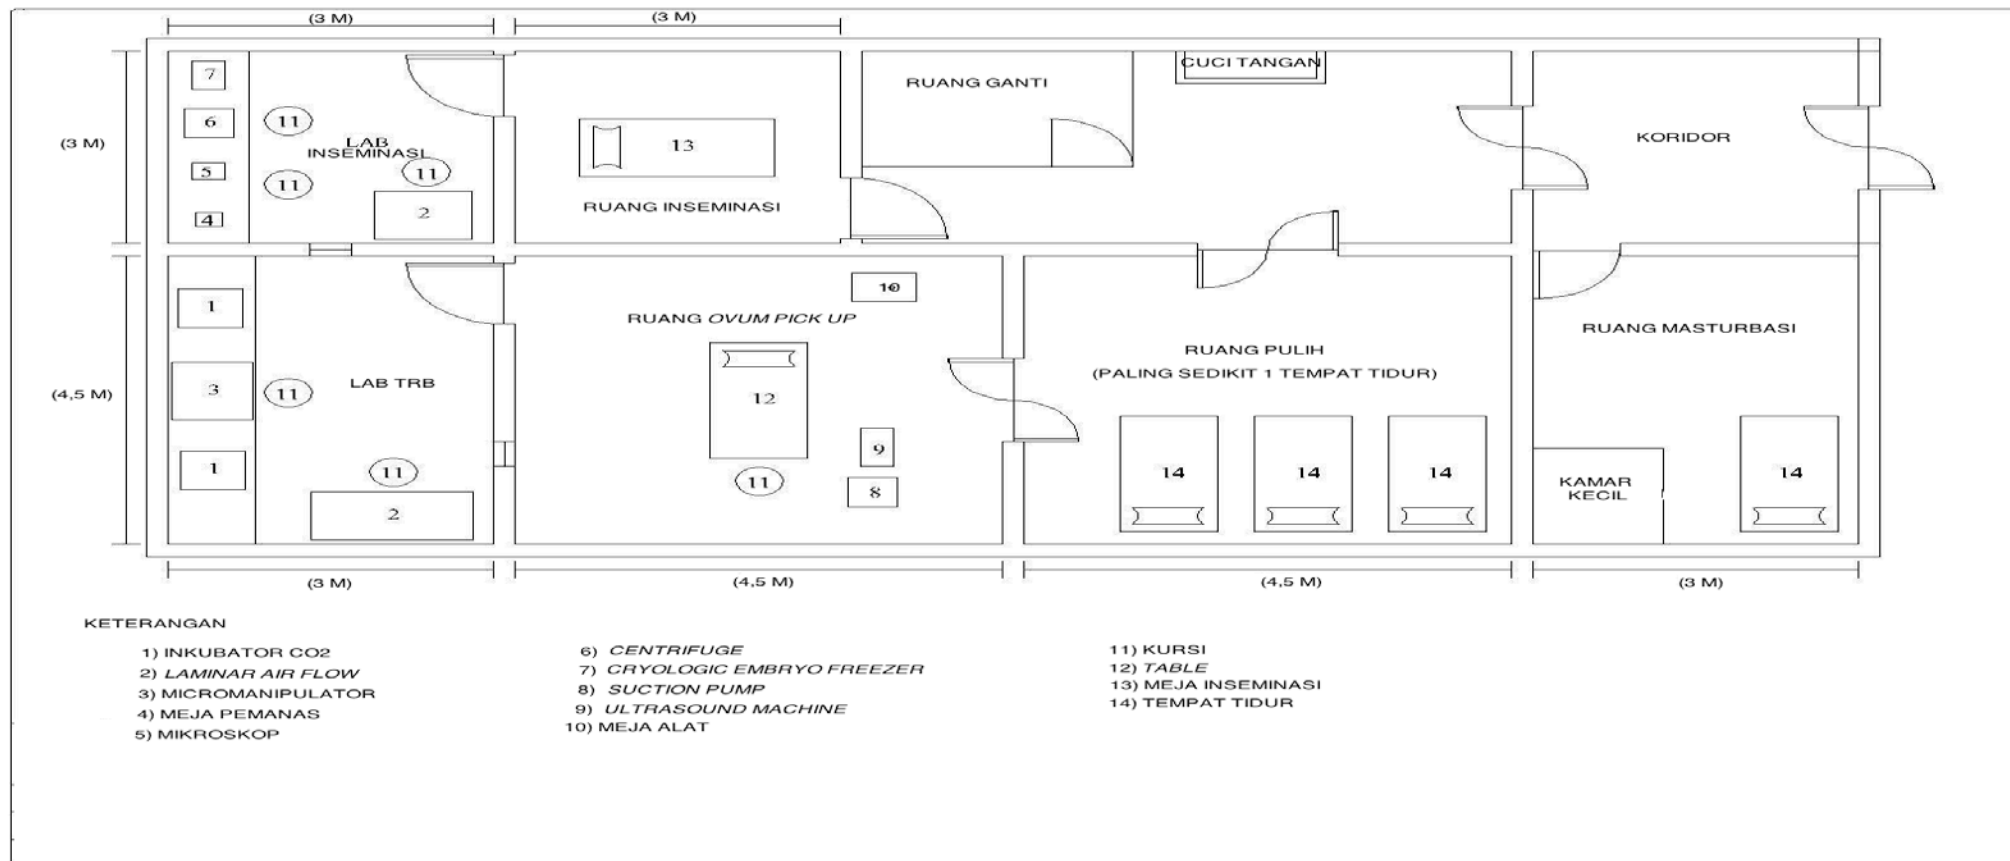 (3 M)
(3 M)
7
6
11
LAB
INSEMINASI
5
11
11
4
2
(3 M)
13
RUANG INSEMINASI
RUANG GANTI
CUCI TANGAN
KORIDOR
1
3
11
LAB TRB
1
11
2
(4,5 M)
10
RUANG OVUM PICK UP
12
9
11
8
RUANG PULIH
(PALING SEDIKIT 1 TEMPAT TIDUR)
14
14
14
RUANG MASTURBASI
KAMAR
KECIL
14
(3 M)
(4,5 M)
(4,5 M)
(3 M)
KETERANGAN
1) INKUBATOR CO2
2) LAMINAR AIR FLOW
3) MICROMANIPULATOR
4) MEJA PEMANAS
5) MIKROSKOP
6) CENTRIFUGE
7) CRYOLOGIC EMBRYO FREEZER
8) SUCTION PUMP
9) ULTRASOUND MACHINE
10) MEJA ALAT
11) KURSI
12) TABLE
13) MEJA INSEMINASI
14) TEMPAT TIDUR